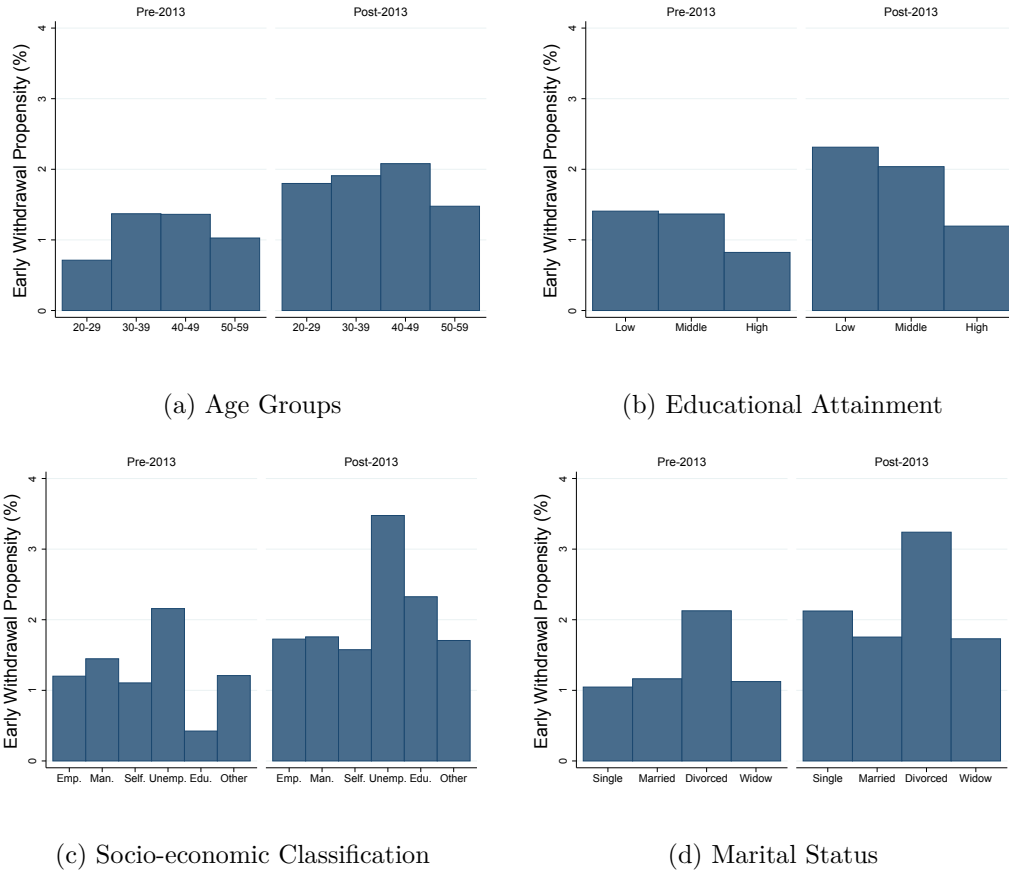 Pre-2013 Post-2013
Early Withdrawal Propensity (%)
4
3
2
1
0
20-29 30-39 40-49 50-59 20-29 30-39 40-49 50-59
(a) Age Groups
Pre-2013 Post-2013
Early Withdrawal Propensity (%)
4
3
2
1
0
Low Middle High Low Middle High
(b) Educational Attainment
Pre-2013 Post-2013
Early Withdrawal Propensity (%)
4
3
2
1
0
Emp. Man. Self. Unemp. Edu. Other Emp. Man. Self. Unemp. Edu. Other
(c) Socio-economic Classification
Pre-2013 Post-2013
Early Withdrawal Propensity (%)
4
3
2
1
0
Single Married Divorced Widow Single Married Divorced Widow
(d) Marital Status